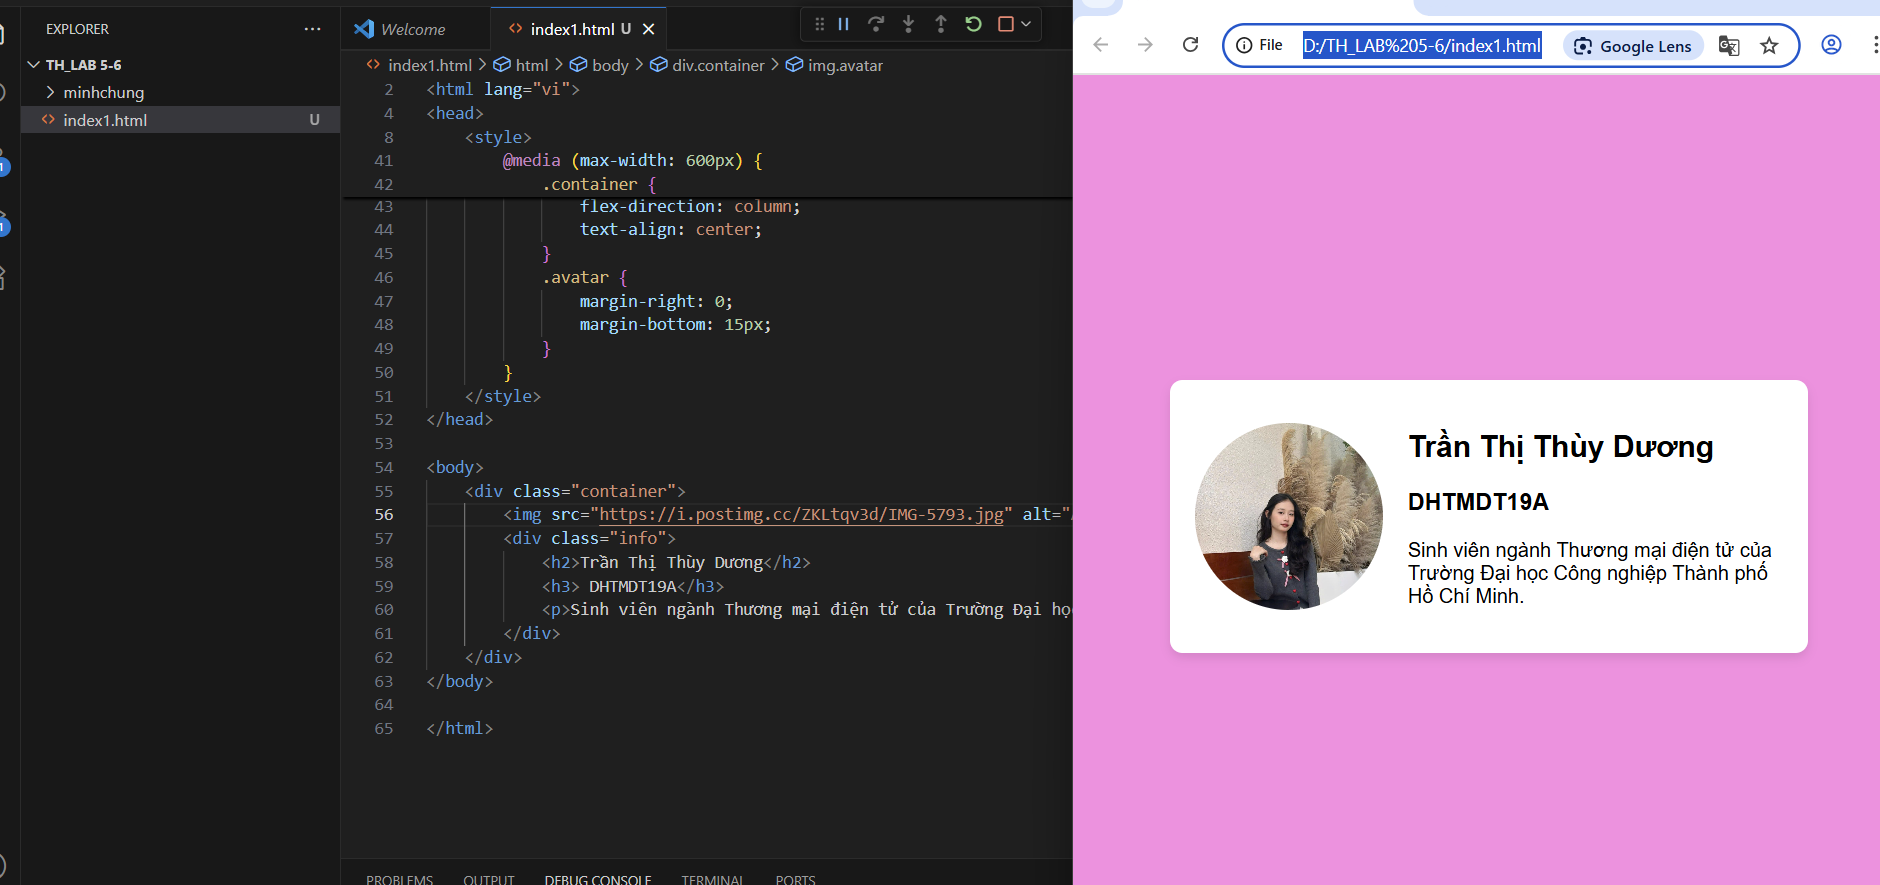 EXPLORER
TH_LAB 5-6
minhchung
index1.html U
Welcome
index1.html U
index1.html > html > body > div.container > img.avatar
2 <html lang="vi">
4 <head>
8 <style>
41 @media (max-width: 600px) {
42 .container {
43 flex-direction: column;
44 text-align: center;
45 }
46 .avatar {
47 margin-right: 0;
48 margin-bottom: 15px;
49 }
50 }
51 </style>
52 </head>
53
54 <body>
55 <div class="container">
56 <img src="https://i.postimg.cc/ZKLtqv3d/IMG-5793.jpg" alt="
57 <div class="info">
58 <h2>Trần Thị Thùy Dương</h2>
59 <h3> DHTMDT19A</h3>
60 <p>Sinh viên ngành Thương mại điện tử của Trường Đại họ
61 </div>
62 </div>
63 </body>
64
65 </html>
PROBLEMS OUTPUT DEBUG CONSOLE TERMINAL PORTS
File D:/TH_LAB%205-6/index1.html Google Lens
Trần Thị Thùy Dương
DHTMDT19A
Sinh viên ngành Thương mại điện tử của
Trường Đại học Công nghiệp Thành phố
Hồ Chí Minh.